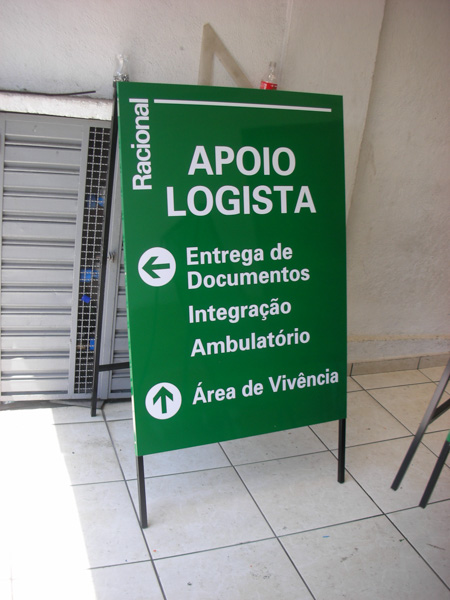 Racional
APOIO
LOGISTA
Entrega de
Documentos
Integração
Ambulatório
Área de Vivência